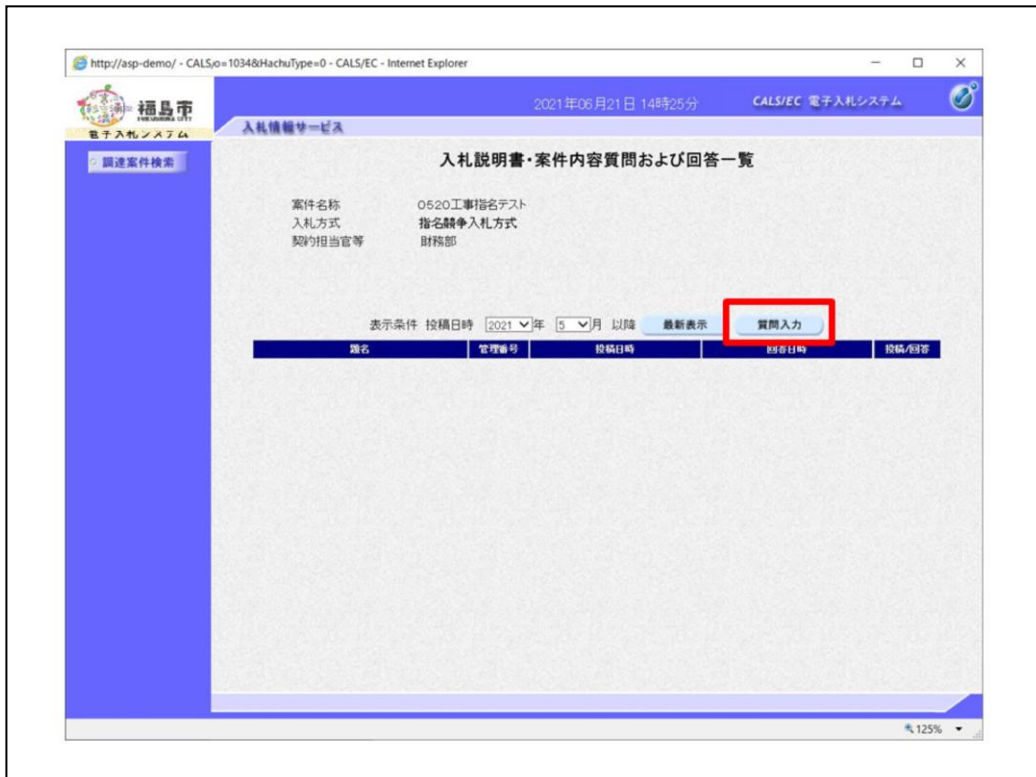 http://asp-demo/ - CALS/o=1034&HachuType=0 - CALS/EC - Internet Explorer
福島市
FUKUSHIMA CITY
電子入札システム
2021年06月21日 14時25分
CALS/EC 電子入札システム
入札情報サービス
調達案件検索
入札説明書・案件内容質問および回答一覧
案件名称 0520工事指名テスト
入札方式 指名競争入札方式
契約担当官等 財務部
表示条件 投稿日時 2021 年 5 月 以降 最新表示 質問入力
題名 管理番号 投稿日時 回答日時 投稿/回答
125%